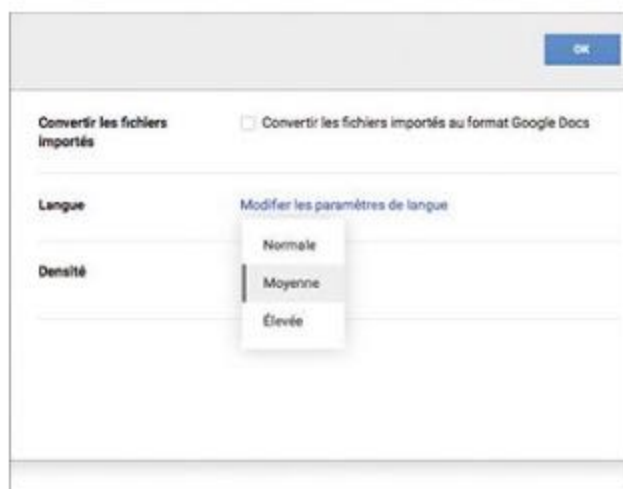 OK
Convertir les fichiers
importés
Convertir les fichiers importés au format Google Docs
Langue
Modifier les paramètres de langue
Normale
Densité
Moyenne
Élevée